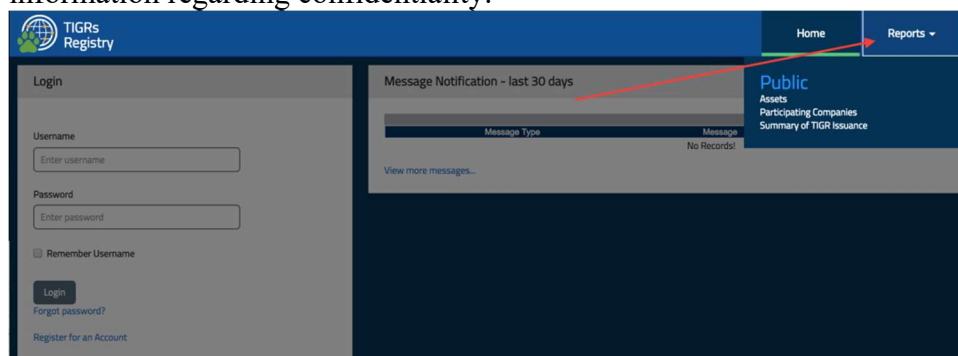 information regarding confidentiality.
TIGRs
Registry
Home
Reports
Login
Message Notification - last 30 days
Public
Assets
Participating Companies
Summary of TIGR Issuance
Message Type
Message
No Records!
View more messages...
Username
Enter username
Password
Enter password
Remember Username
Login
Forgot password?
Register for an Account